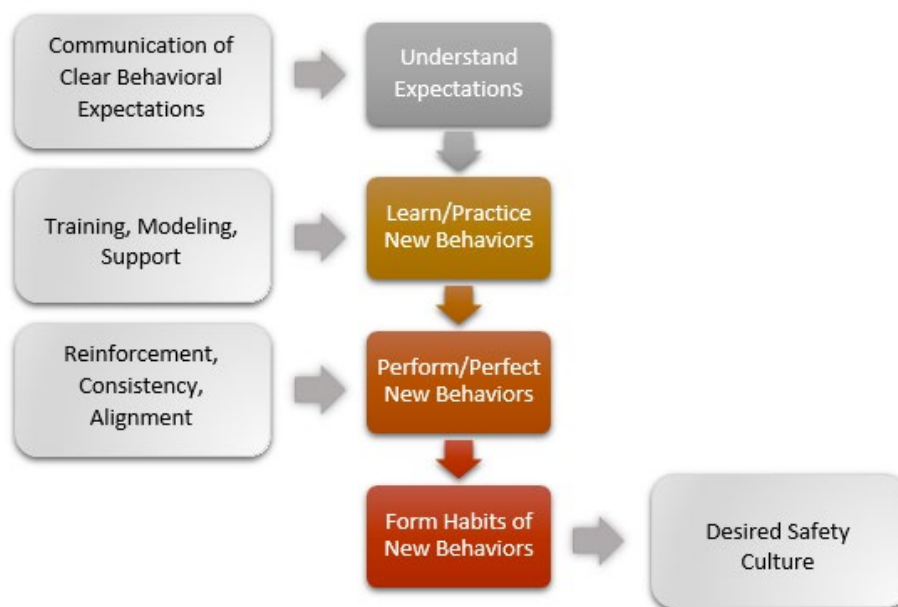 Communication of
Clear Behavioral
Expectations
Understand
Expectations
Training, Modeling,
Support
Learn/Practice
New Behaviors
Reinforcement,
Consistency,
Alignment
Perform/Perfect
New Behaviors
Form Habits of
New Behaviors
Desired Safety
Culture